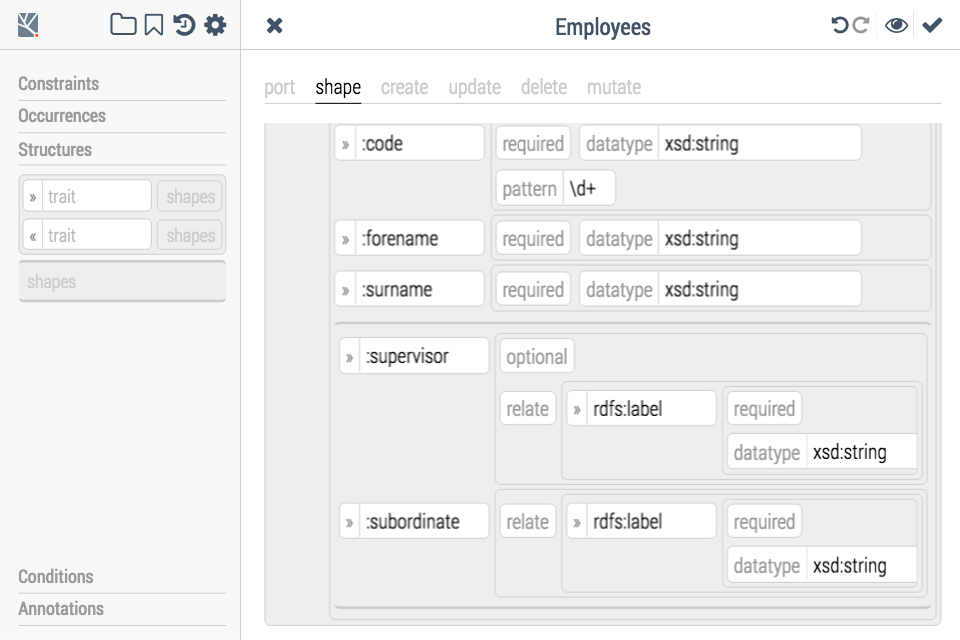 Employees
port shape create update delete mutate
Constraints
Occurrences
Structures
» trait shapes
« trait shapes
shapes
Conditions
Annotations
» :code required datatype xsd:string
pattern \d+
» :forename required datatype xsd:string
» :surname required datatype xsd:string
» :supervisor optional
relate » rdfs:label required
datatype xsd:string
» :subordinate relate » rdfs:label required
datatype xsd:string